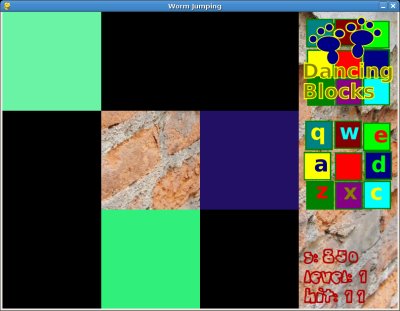 Worm Jumping
Dancing
Blocks
q w e
a d
z x c
s: 850
level: 1
hit: 11